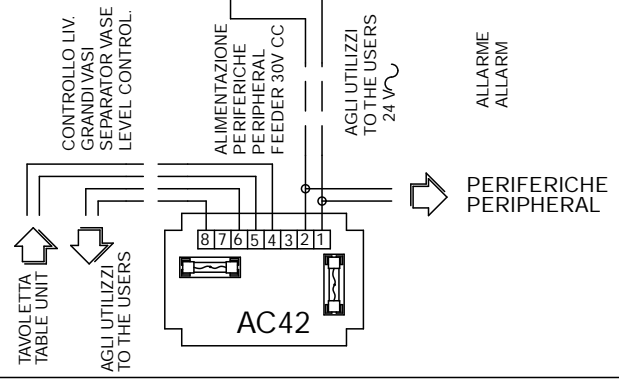 CONTROLLO LIV.
GRANDI VASI
SEPARATOR VASE
LEVEL CONTROL.
ALIMENTAZIONE
PERIFERICHE
PERIPHERAL
FEEDER 30V CC
AGLI UTILIZZI
TO THE USERS
24 V
ALLARME
ALLARM
PERIFERICHE
PERIPHERAL
8 7 6 5 4 3 2 1
AC42
TAVOLETTA
TABLE UNIT
AGLI UTILIZZI
TO THE USERS